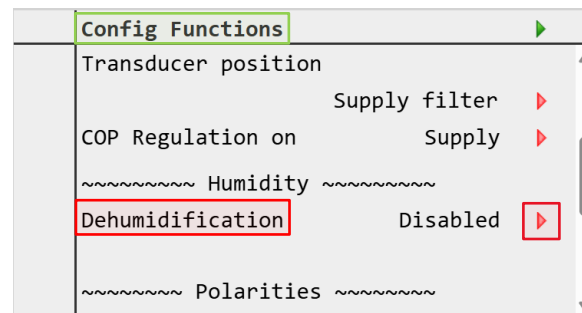 Config Functions
Transducer position
Supply filter
COP Regulation on Supply
~~~~~~~~~ Humidity ~~~~~~~~~
Dehumidification Disabled
~~~~~~~~ Polarities ~~~~~~~~